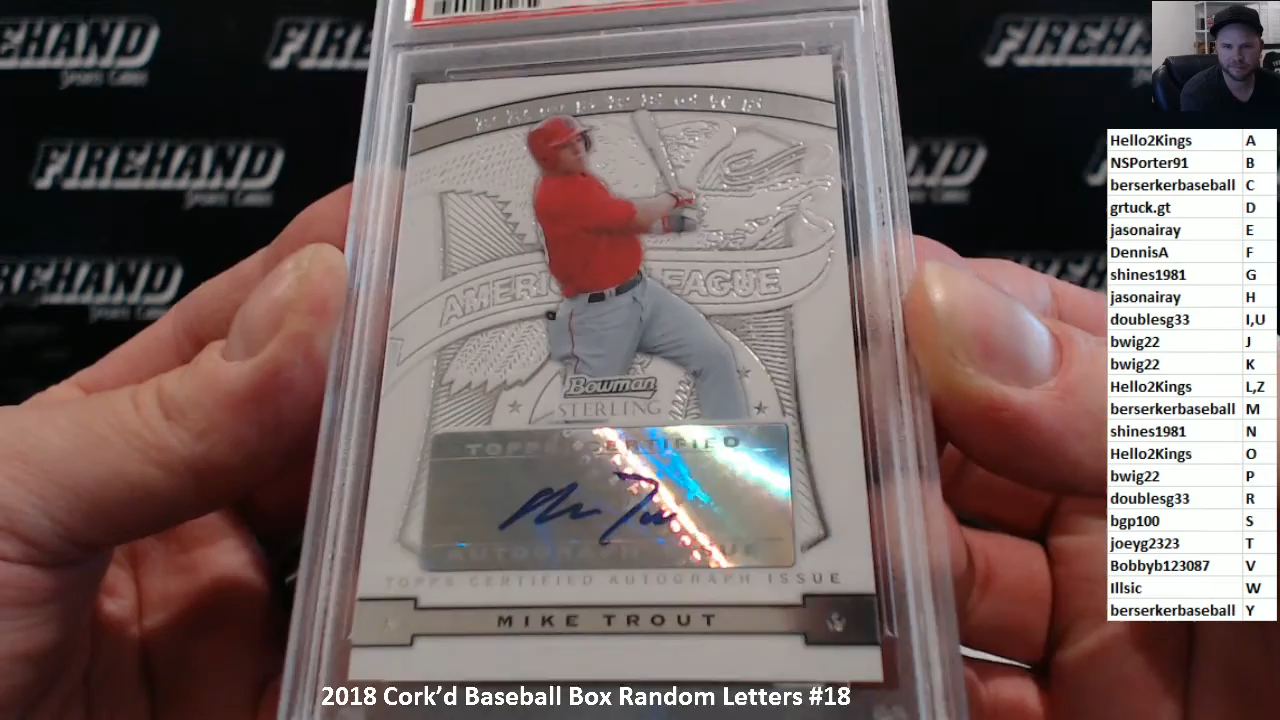 FIREHAND
Sports Cards
FIREHAND
FIREHAND
FIREHAND
Sports Cards
FIREHAND
Sports Cards
AMERICAN LEAGUE
Bowman
STERLING
TOPPS CERTIFIED
AUTOGRAPH ISSUE
TOPPS CERTIFIED AUTOGRAPH ISSUE
MIKE TROUT
2018 Cork'd Baseball Box Random Letters #18
Hello2Kings A
NSPorter91 B
berserkerbaseball C
grtuck.gt D
jasonairay E
DennisA F
shines1981 G
jasonairay H
doublesg33 I,U
bwig22 J
bwig22 K
Hello2Kings L,Z
berserkerbaseball M
shines1981 N
Hello2Kings O
bwig22 P
doublesg33 R
bgp100 S
joeyg2323 T
Bobbyb123087 V
Illsic W
berserkerbaseball Y